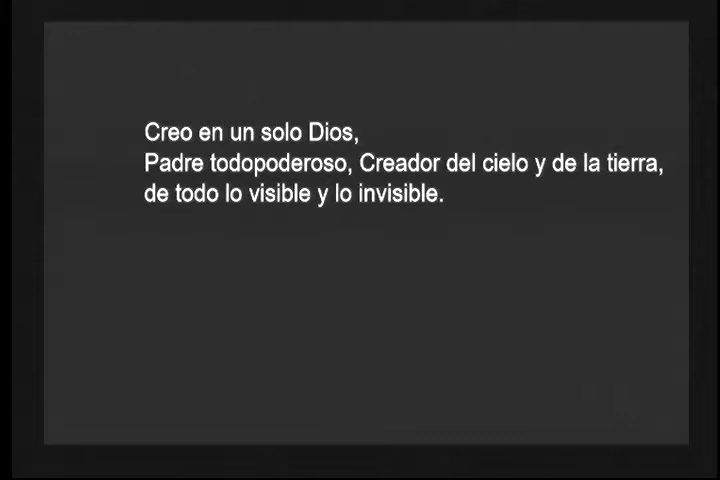 Creo en un solo Dios,
Padre todopoderoso, Creador del cielo y de la tierra,
de todo lo visible y lo invisible.